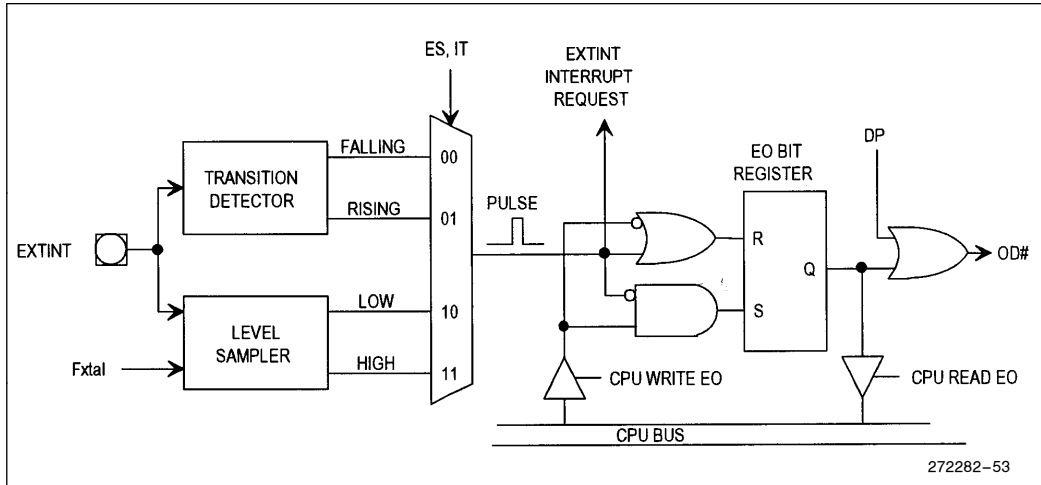 ES, IT
EXTINT
INTERRUPT
REQUEST
EO BIT
REGISTER
DP
TRANSITION
DETECTOR
FALLING
00
RISING
01
PULSE
EXTINT
R
S
Q
OD#
LEVEL
SAMPLER
LOW
10
HIGH
11
Fxtal
CPU WRITE EO
CPU READ EO
CPU BUS
272282-53